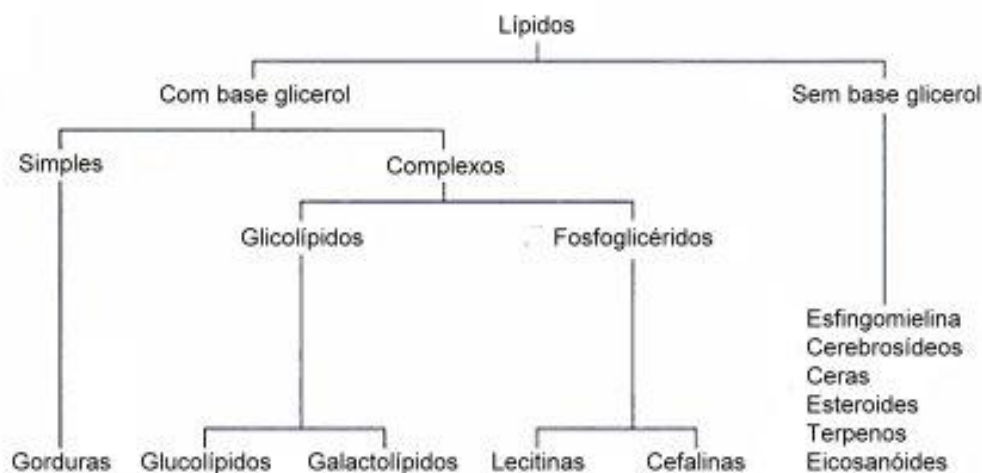 Lípidos
Com base glicerol
Sem base glicerol
Simples
Complexos
Glicolípidos
Fosfoglicéridos
Esfingomielina
Cerebrosídeos
Ceras
Esteroides
Terpenos
Eicosanóides
Gorduras
Glucolípidos
Galactolípidos
Lecitinas
Cefalinas